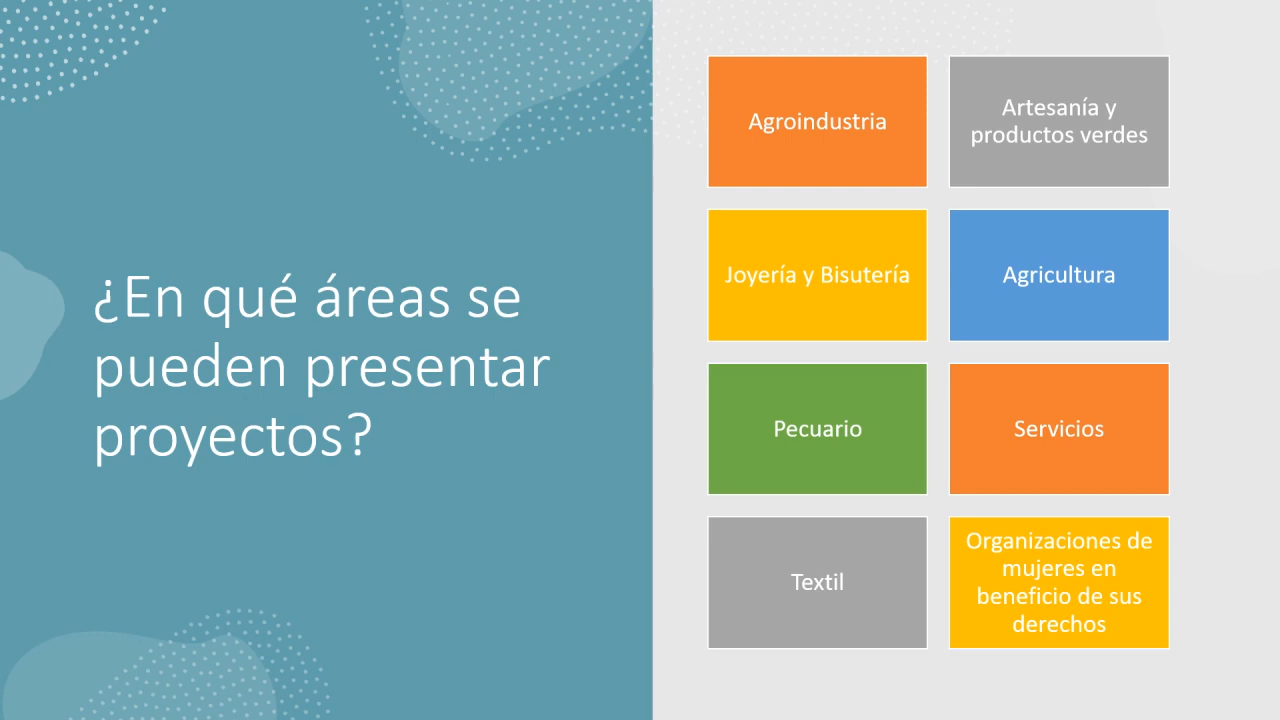 ¿En qué áreas se
pueden presentar
proyectos?
Agroindustria
Artesanía y
productos verdes
Joyería y Bisutería
Agricultura
Pecuario
Servicios
Textil
Organizaciones de
mujeres en
beneficio de sus
derechos